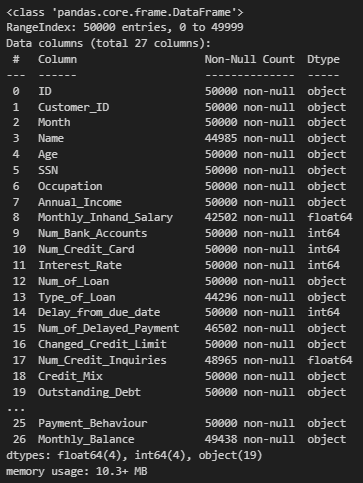 <class 'pandas.core.frame.DataFrame'>
RangeIndex: 50000 entries, 0 to 49999
Data columns (total 27 columns):
 #   Column                    Non-Null Count  Dtype
---  ------                    --------------  -----
 0   ID                        50000 non-null  object
 1   Customer_ID               50000 non-null  object
 2   Month                     50000 non-null  object
 3   Name                      44985 non-null  object
 4   Age                       50000 non-null  object
 5   SSN                       50000 non-null  object
 6   Occupation                50000 non-null  object
 7   Annual_Income             50000 non-null  object
 8   Monthly_Inhand_Salary     42502 non-null  float64
 9   Num_Bank_Accounts         50000 non-null  int64
 10  Num_Credit_Card           50000 non-null  int64
 11  Interest_Rate             50000 non-null  int64
 12  Num_of_Loan               50000 non-null  object
 13  Type_of_Loan              44296 non-null  object
 14  Delay_from_due_date       50000 non-null  int64
 15  Num_of_Delayed_Payment    46502 non-null  object
 16  Changed_Credit_Limit      50000 non-null  object
 17  Num_Credit_Inquiries      48965 non-null  float64
 18  Credit_Mix                50000 non-null  object
 19  Outstanding_Debt          50000 non-null  object
...
 25  Payment_Behaviour         50000 non-null  object
 26  Monthly_Balance           49438 non-null  object
dtypes: float64(4), int64(4), object(19)
memory usage: 10.3+ MB